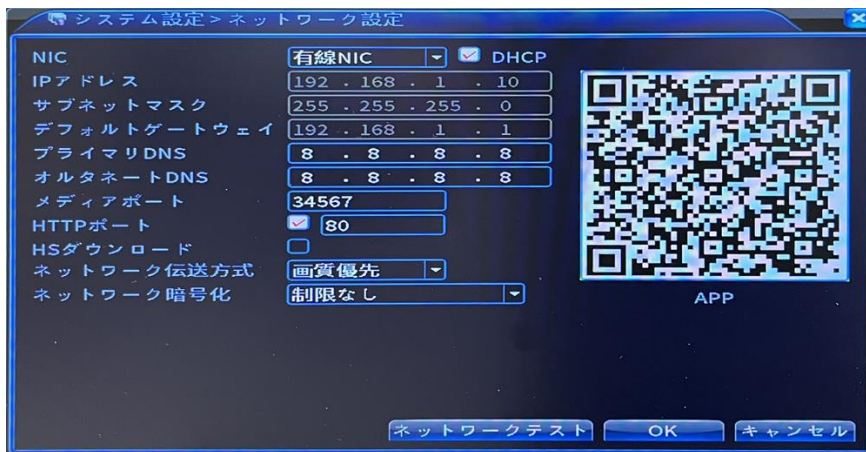 システム設定>ネットワーク設定
NIC 有線NIC DHCP
IPアドレス 192 . 168 . 1 . 10
サブネットマスク 255 . 255 . 255 . 0
デフォルトゲートウェイ 192 . 168 . 1 . 1
プライマリDNS 8 . 8 . 8 . 8
オルタネートDNS 8 . 8 . 8 . 8
メディアポート 34567
HTTPポート 80
HSダウンロード
ネットワーク伝送方式 画質優先
ネットワーク暗号化 制限なし
APP
ネットワークテスト OK キャンセル